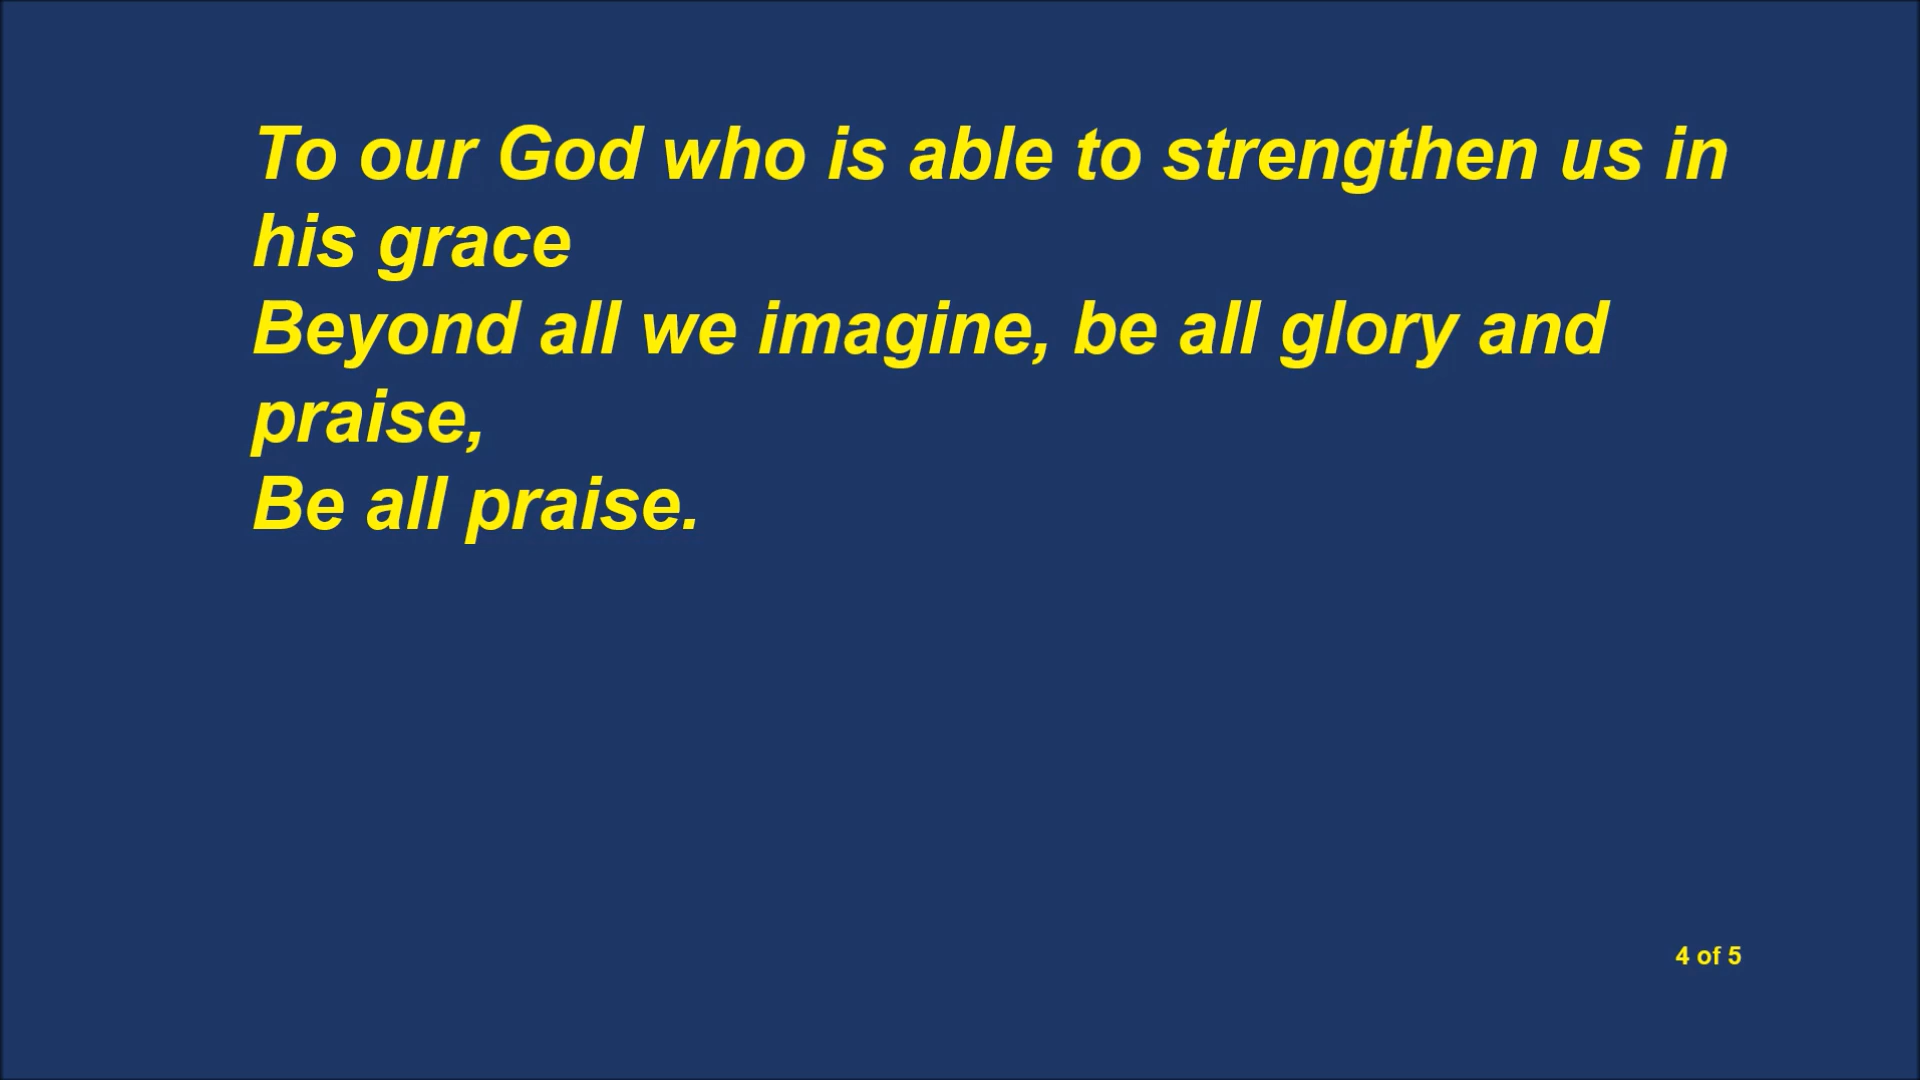 To our God who is able to strengthen us in
his grace
Beyond all we imagine, be all glory and
praise,
Be all praise.
4 of 5